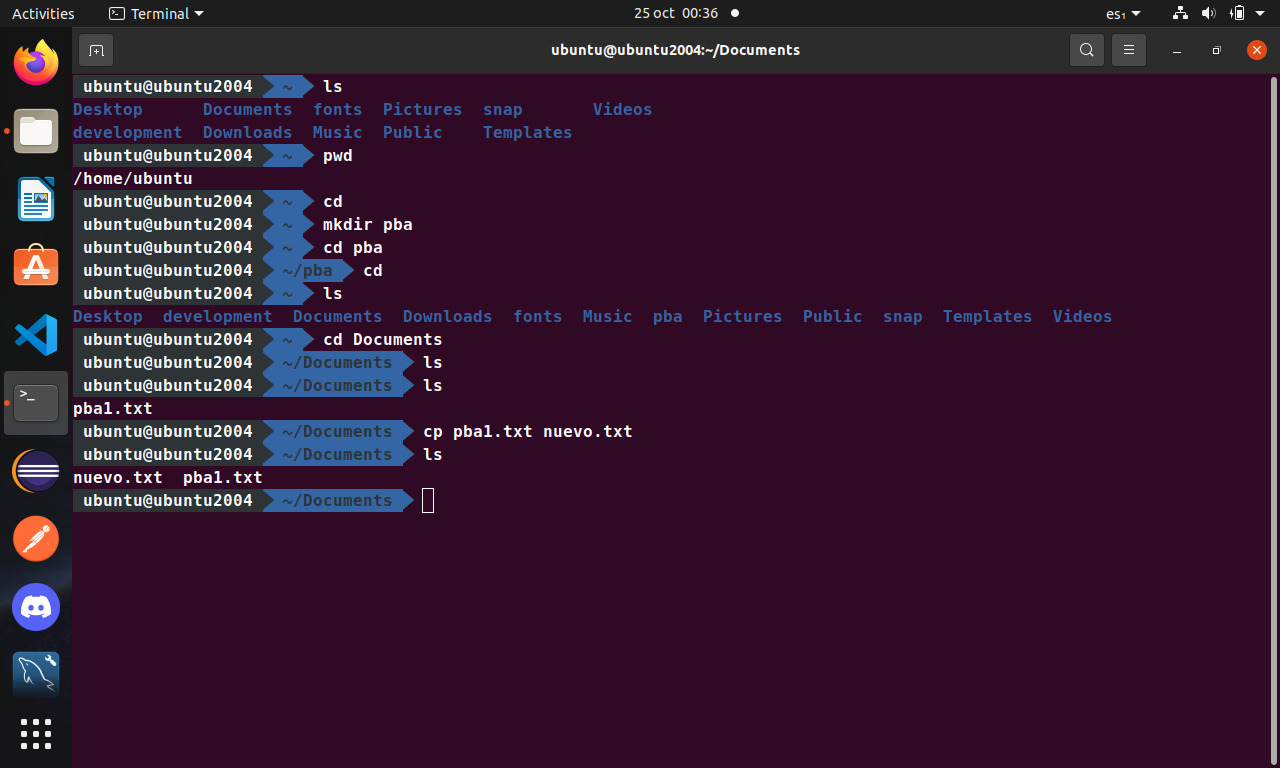 Activities Terminal 25 oct 00:36 es₁
ubuntu@ubuntu2004:~/Documents
ubuntu@ubuntu2004 ~ ls
Desktop Documents fonts Pictures snap Videos
development Downloads Music Public Templates
ubuntu@ubuntu2004 ~ pwd
/home/ubuntu
ubuntu@ubuntu2004 ~ cd
ubuntu@ubuntu2004 ~ mkdir pba
ubuntu@ubuntu2004 ~ cd pba
ubuntu@ubuntu2004 ~/pba cd
ubuntu@ubuntu2004 ~ ls
Desktop development Documents Downloads fonts Music pba Pictures Public snap Templates Videos
ubuntu@ubuntu2004 ~ cd Documents
ubuntu@ubuntu2004 ~/Documents ls
ubuntu@ubuntu2004 ~/Documents ls
pba1.txt
ubuntu@ubuntu2004 ~/Documents cp pba1.txt nuevo.txt
ubuntu@ubuntu2004 ~/Documents ls
nuevo.txt pba1.txt
ubuntu@ubuntu2004 ~/Documents